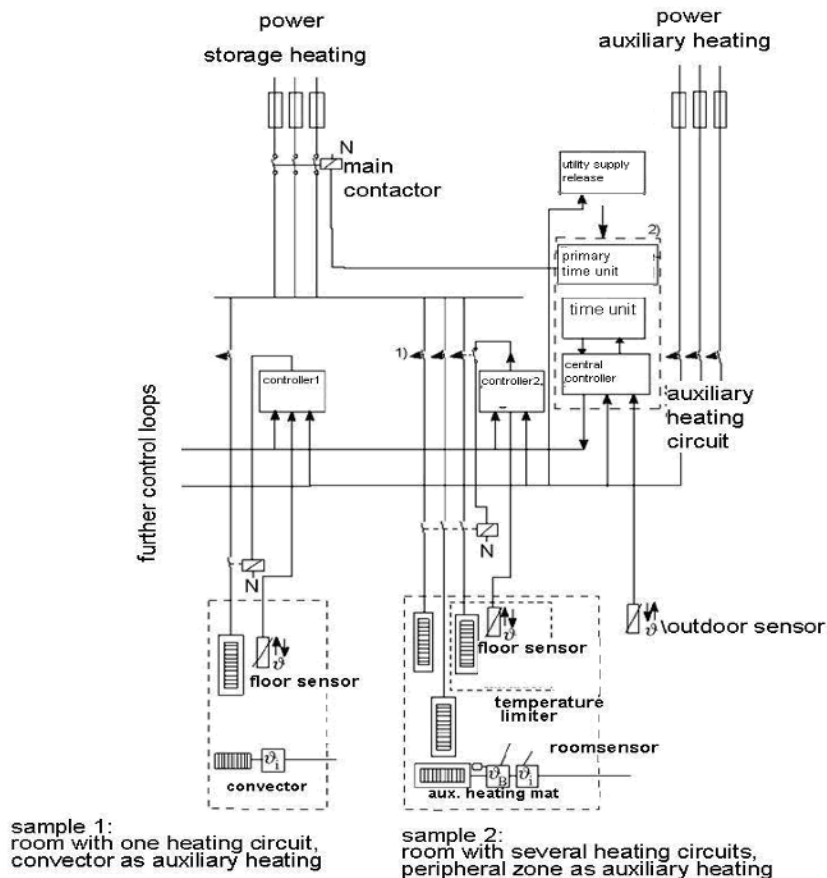 power
storage heating
power
auxiliary heating
N
main
contactor
utility supply
release
2)
primary
time unit
time unit
1)
controller1
controller2,
central
controller
auxiliary
heating
circuit
further control loops
N
N
ϑ
floor sensor
ϑ
floor sensor
ϑ \outdoor sensor
temperature
limiter
roomsensor
ϑi
convector
ϑB
ϑi
aux. heating mat
sample 1:
room with one heating circuit,
convector as auxiliary heating
sample 2:
room with several heating circuits,
peripheral zone as auxiliary heating